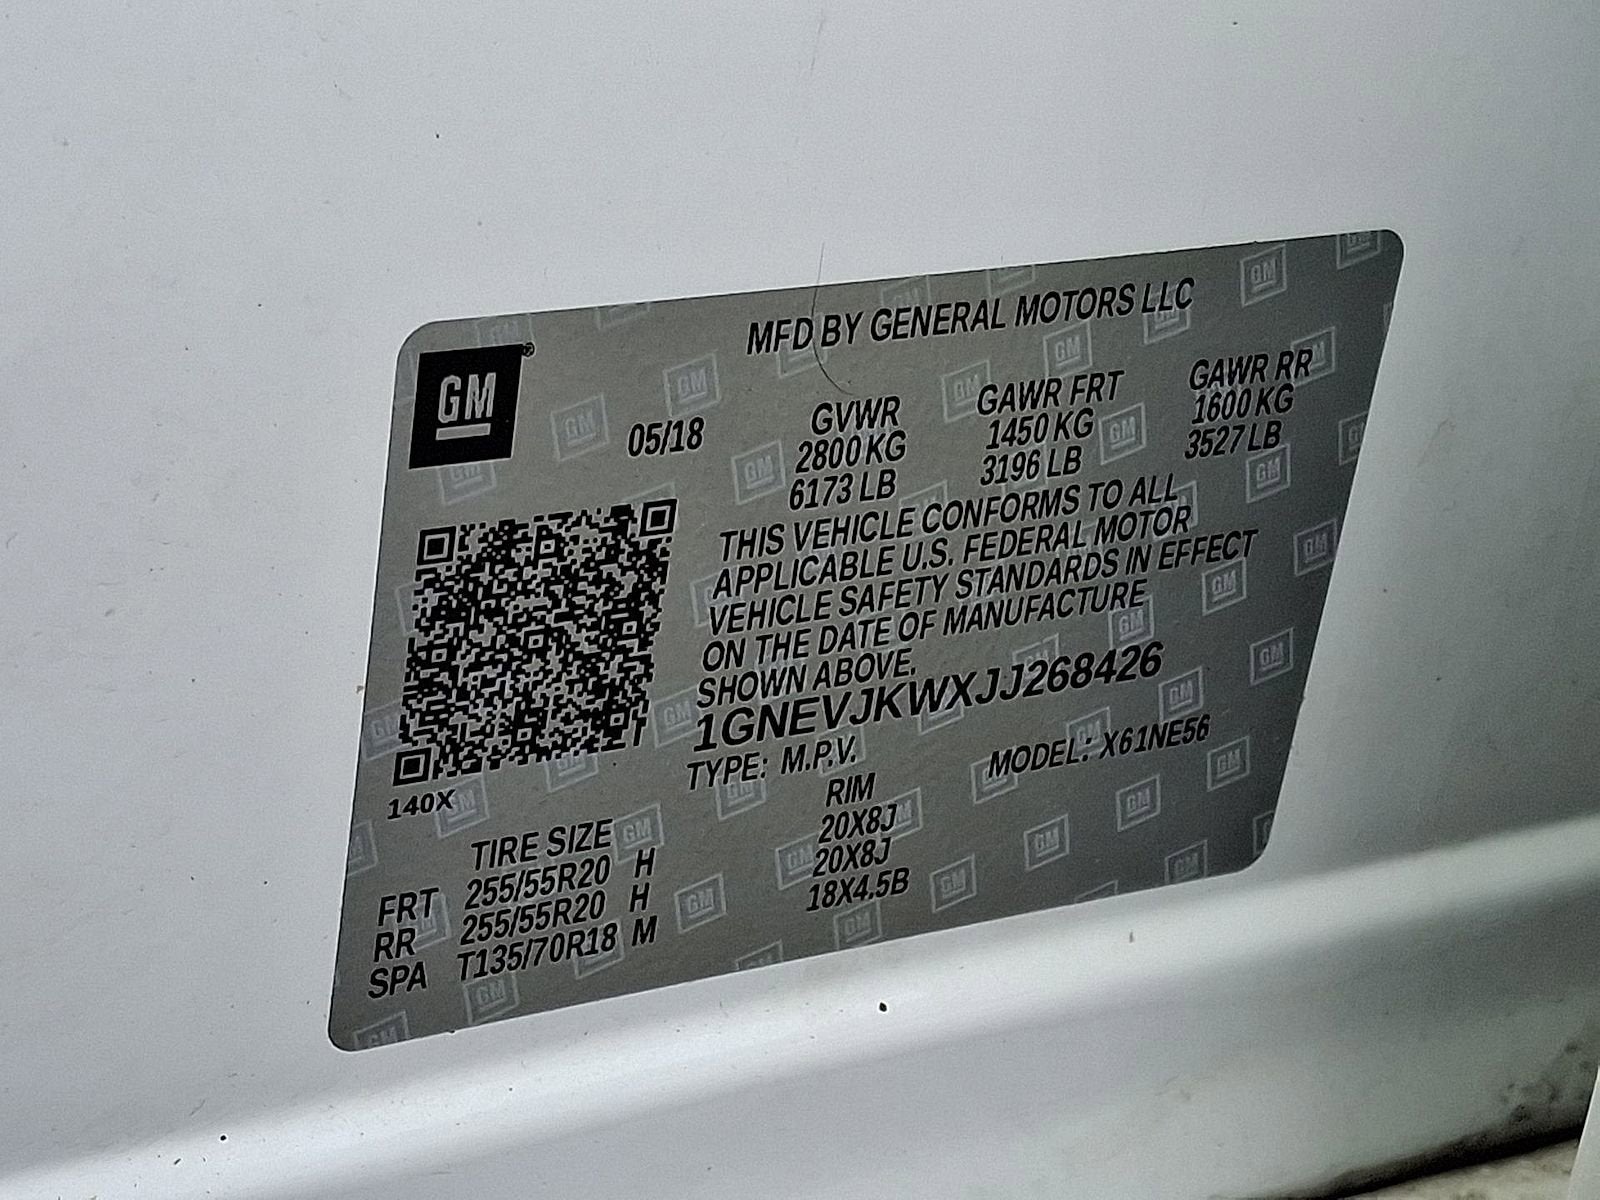 MFD BY GENERAL MOTORS LLC
GM
05/18
GVWR GAWR FRT GAWR RR
2800 KG 1450 KG 1600 KG
6173 LB 3196 LB 3527 LB
THIS VEHICLE CONFORMS TO ALL
APPLICABLE U.S. FEDERAL MOTOR
VEHICLE SAFETY STANDARDS IN EFFECT
ON THE DATE OF MANUFACTURE
SHOWN ABOVE.
1GNEVJKWXJJ268426
TYPE: M.P.V. MODEL: X61NE56
140X
TIRE SIZE RIM
FRT 255/55R20 H 20X8J
RR 255/55R20 H 20X8J
SPA T135/70R18 M 18X4.5B